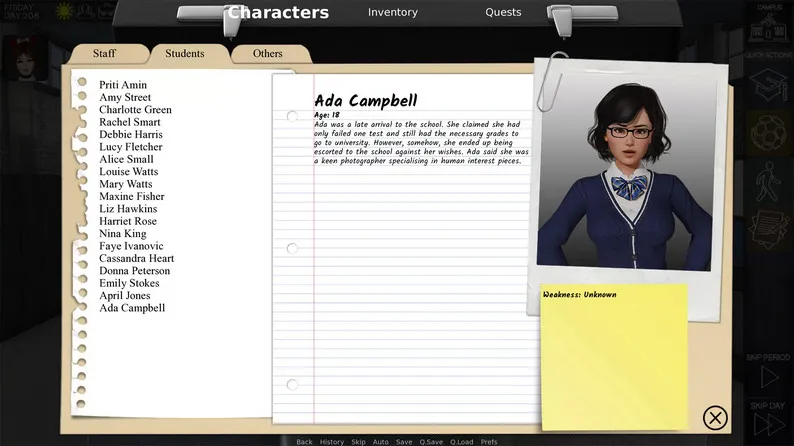 FRIDAY
DAY 206
Characters
Inventory
Quests
CAMPUS
QUICK ACTIONS
Staff
Students
Others
Priti Amin
Amy Street
Charlotte Green
Rachel Smart
Debbie Harris
Lucy Fletcher
Alice Small
Louise Watts
Mary Watts
Maxine Fisher
Liz Hawkins
Harriet Rose
Nina King
Faye Ivanovic
Cassandra Heart
Donna Peterson
Emily Stokes
April Jones
Ada Campbell
Ada Campbell
Age: 18
Ada was a late arrival to the school. She claimed she had
only failed one test and still had the necessary grades to
go to university. However, somehow, she ended up being
escorted to the school against her wishes. Ada said she was
a keen photographer specialising in human interest pieces.
Weakness: Unknown
SKIP PERIOD
SKIP DAY
Back History Skip Auto Save Q.Save Q.Load Prefs